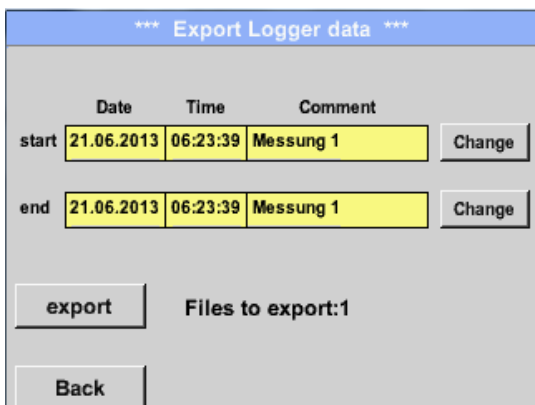 *** Export Logger data ***
Date Time Comment
start 21.06.2013 06:23:39 Messung 1 Change
end 21.06.2013 06:23:39 Messung 1 Change
export Files to export:1
Back